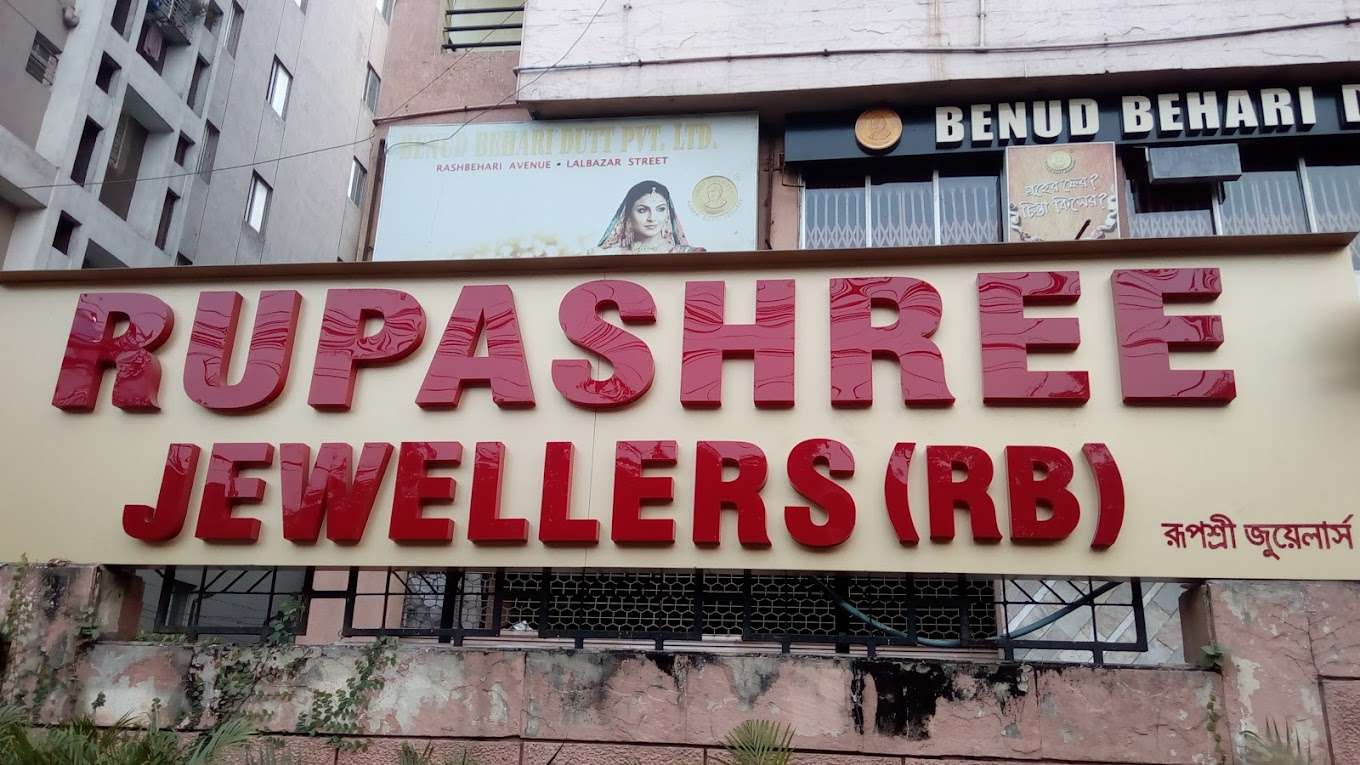 BENUD BEHARI DUTT PVT. LTD.
RASHBEHARI AVENUE • LALBAZAR STREET
BENUD BEHARI D
RUPASHREE
JEWELLERS (RB)
রূপশ্রী জুয়েলার্স